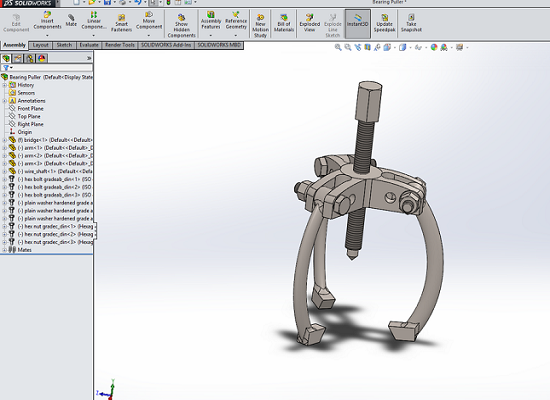 SOLIDWORKS
Bearing Puller *
Edit
Component
Insert
Components
Mate
Linear
Component...
Smart
Fasteners
Move
Component
Show
Hidden
Components
Assembly
Features
Reference
Geometry
New
Motion
Study
Bill of
Materials
Exploded
View
Explode
Line
Sketch
Instant3D
Update
Speedpak
Take
Snapshot
Assembly Layout Sketch Evaluate Render Tools SOLIDWORKS Add-Ins SOLIDWORKS MBD
Bearing Puller (Default<Display State
History
Sensors
Annotations
Front Plane
Top Plane
Right Plane
Origin
(f) bridge<1> (Default<<Default>
(-) arm<1> (Default<<Default>_D
(-) arm<2> (Default<<Default>_D
(-) arm<3> (Default<<Default>_D
(-) wire_shaft<1> (Default<<Defa
(-) hex bolt gradeab_din<1> (ISO
(-) hex bolt gradeab_din<2> (ISO
(-) hex bolt gradeab_din<3> (ISO
(-) plain washer hardened grade a
(-) plain washer hardened grade a
(-) plain washer hardened grade a
(-) hex nut gradec_din<1> (Hexag
(-) hex nut gradec_din<2> (Hexag
(-) hex nut gradec_din<3> (Hexag
Mates